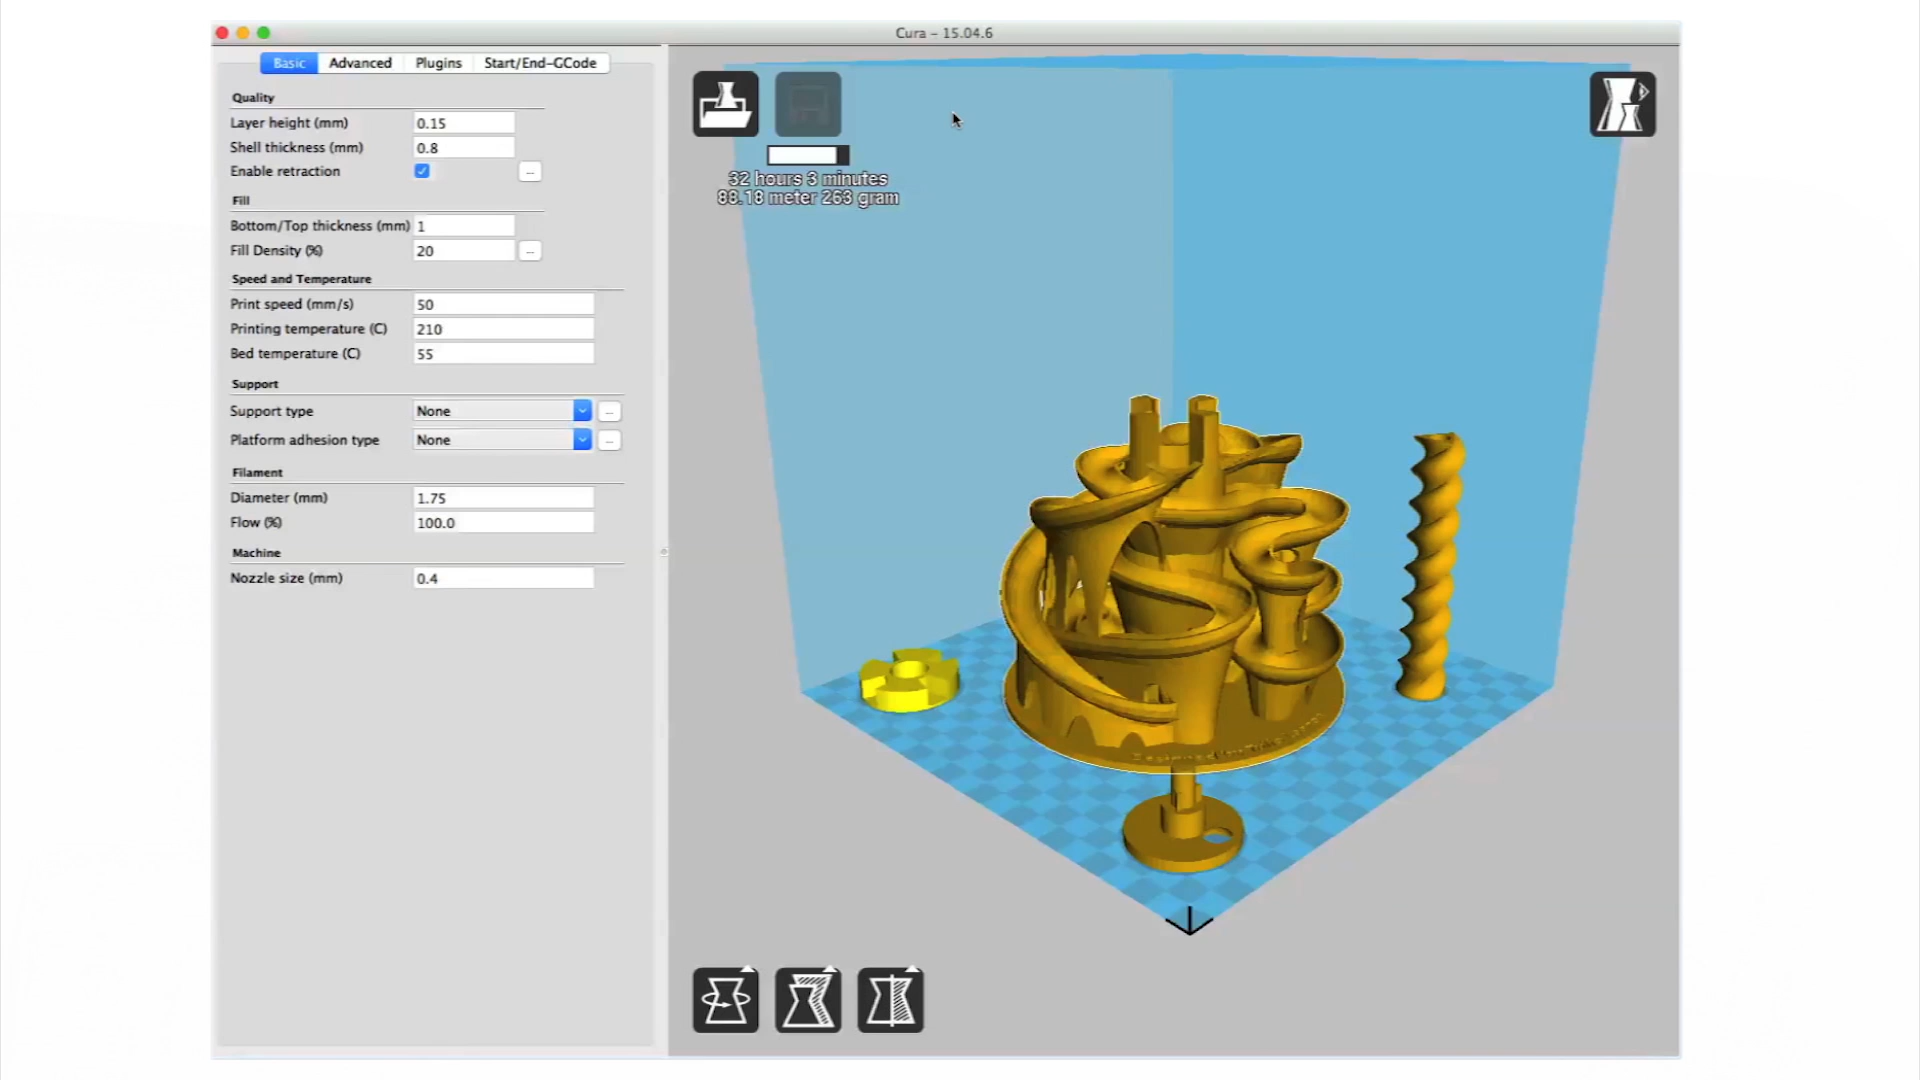 Cura - 15.04.6
Basic Advanced Plugins Start/End-GCode
Quality
Layer height (mm) 0.15
Shell thickness (mm) 0.8
Enable retraction ...
Fill
Bottom/Top thickness (mm) 1
Fill Density (%) 20 ...
Speed and Temperature
Print speed (mm/s) 50
Printing temperature (C) 210
Bed temperature (C) 55
Support
Support type None ...
Platform adhesion type None ...
Filament
Diameter (mm) 1.75
Flow (%) 100.0
Machine
Nozzle size (mm) 0.4
32 hours 3 minutes
88.18 meter 263 gram
Designed by